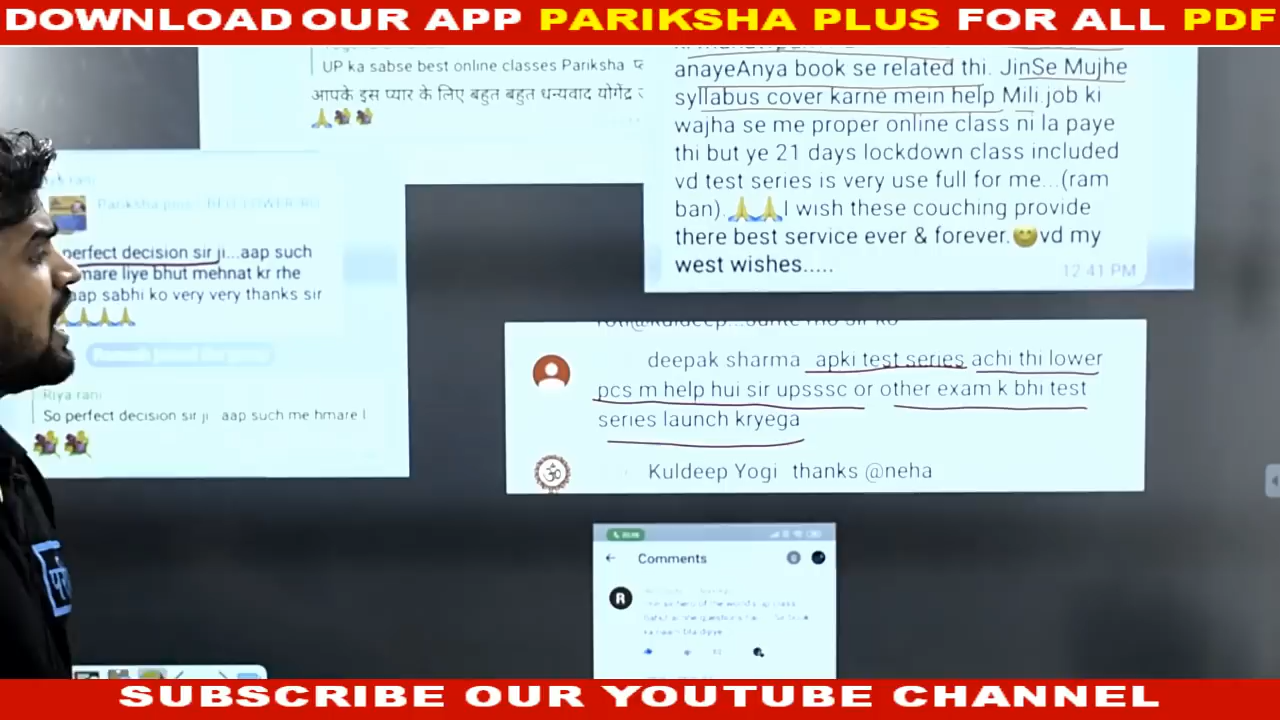 DOWNLOAD OUR APP PARIKSHA PLUS FOR ALL PDF
UP ka sabse best online classes Pariksha
आपके इस प्यार के लिए बहुत बहुत धन्यवाद योगेंद्र
🙏💐💐
anayeAnya book se related thi. JinSe Mujhe
syllabus cover karne mein help Mili.job ki
wajha se me proper online class ni la paye
thi but ye 21 days lockdown class included
vd test series is very use full for me...(ram
ban).🙏🙏I wish these couching provide
there best service ever & forever.😊vd my
west wishes.....
12:41 PM
perfect decision sir ji...aap such
mare liye bhut mehnat kr rhe
aap sabhi ko very very thanks sir
🙏🙏🙏🙏
Riya rani
So perfect decision sir ji aap such me hmare l
💐💐
deepak sharma apki test series achi thi lower
pcs m help hui sir upsssc or other exam k bhi test
series launch kryega
Kuldeep Yogi thanks @neha
Comments
R
SUBSCRIBE OUR YOUTUBE CHANNEL